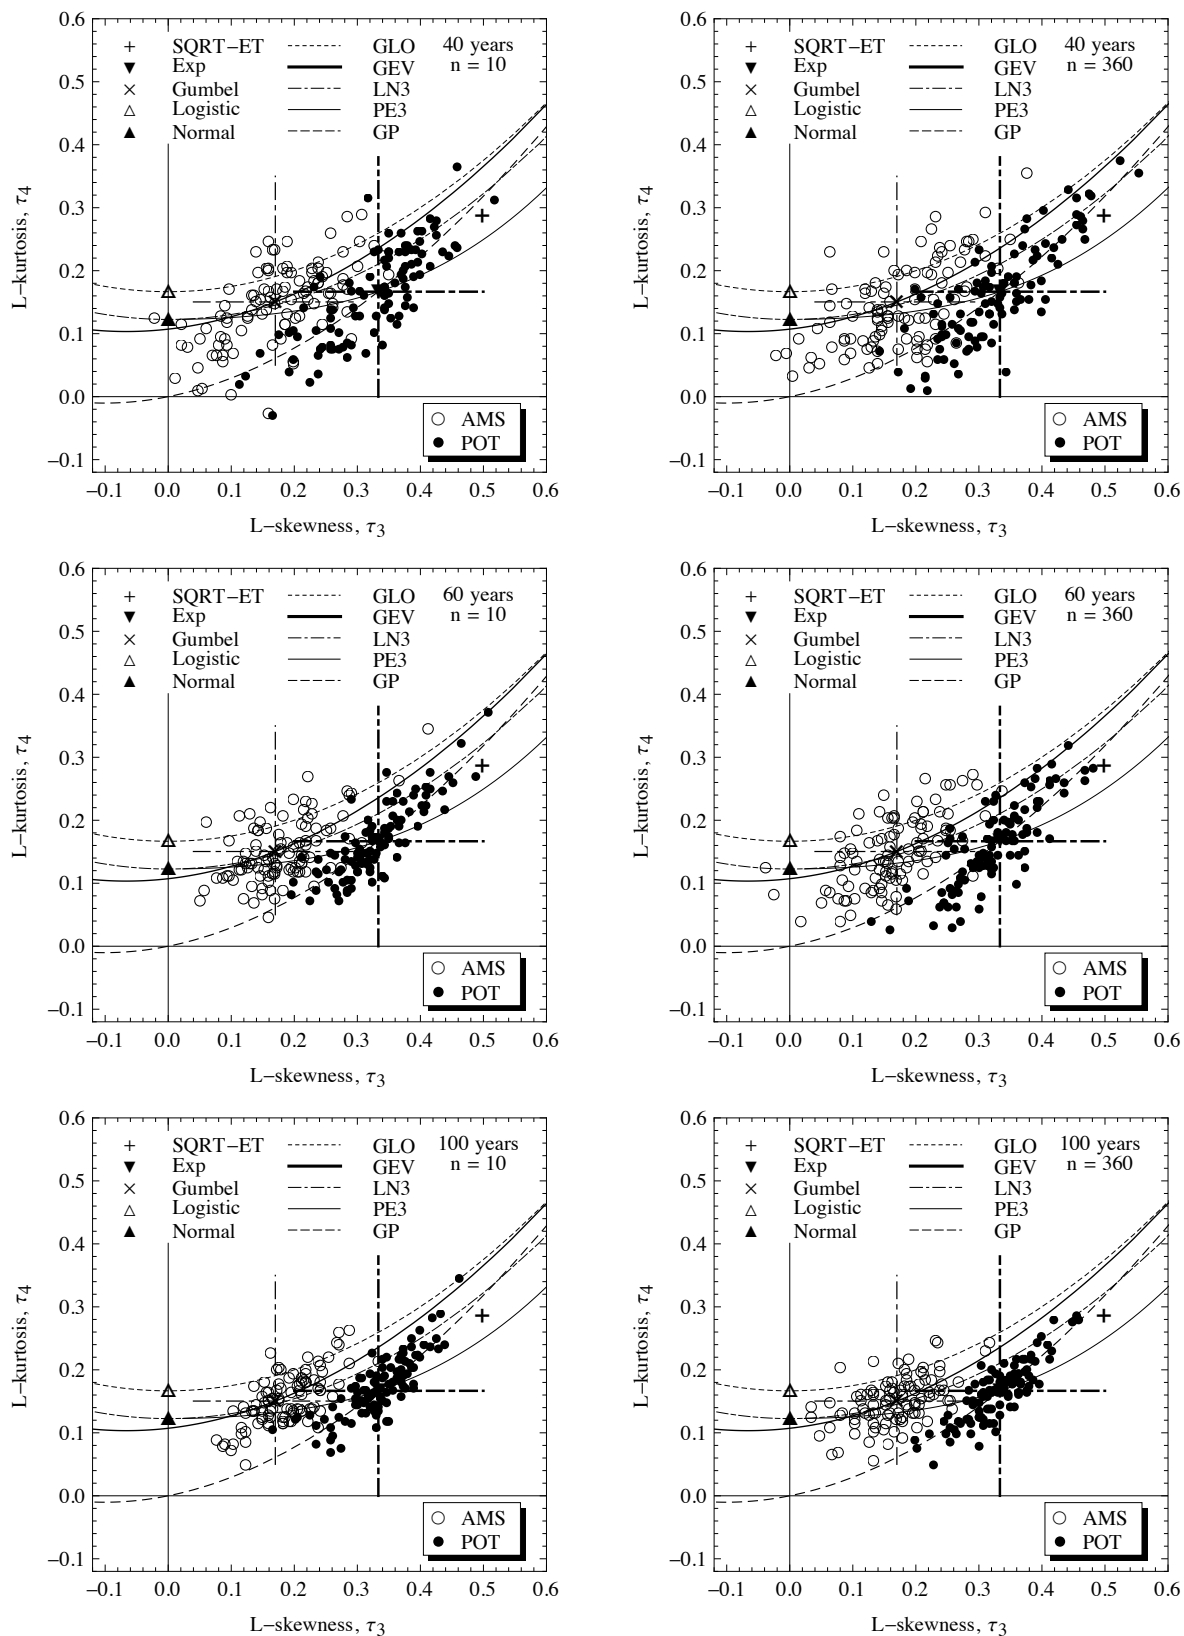 0.6
0.5
0.4
0.3
0.2
0.1
0.0
−0.1
L−kurtosis, τ4
+ SQRT−ET GLO 40 years
▼ Exp GEV n = 10
× Gumbel LN3
△ Logistic PE3
▲ Normal GP
AMS
POT
−0.1 0.0 0.1 0.2 0.3 0.4 0.5 0.6
L−skewness, τ3
0.6
0.5
0.4
0.3
0.2
0.1
0.0
−0.1
L−kurtosis, τ4
+ SQRT−ET GLO 40 years
▼ Exp GEV n = 360
× Gumbel LN3
△ Logistic PE3
▲ Normal GP
AMS
POT
−0.1 0.0 0.1 0.2 0.3 0.4 0.5 0.6
L−skewness, τ3
0.6
0.5
0.4
0.3
0.2
0.1
0.0
−0.1
L−kurtosis, τ4
+ SQRT−ET GLO 60 years
▼ Exp GEV n = 10
× Gumbel LN3
△ Logistic PE3
▲ Normal GP
AMS
POT
−0.1 0.0 0.1 0.2 0.3 0.4 0.5 0.6
L−skewness, τ3
0.6
0.5
0.4
0.3
0.2
0.1
0.0
−0.1
L−kurtosis, τ4
+ SQRT−ET GLO 60 years
▼ Exp GEV n = 360
× Gumbel LN3
△ Logistic PE3
▲ Normal GP
AMS
POT
−0.1 0.0 0.1 0.2 0.3 0.4 0.5 0.6
L−skewness, τ3
0.6
0.5
0.4
0.3
0.2
0.1
0.0
−0.1
L−kurtosis, τ4
+ SQRT−ET GLO 100 years
▼ Exp GEV n = 10
× Gumbel LN3
△ Logistic PE3
▲ Normal GP
AMS
POT
−0.1 0.0 0.1 0.2 0.3 0.4 0.5 0.6
L−skewness, τ3
0.6
0.5
0.4
0.3
0.2
0.1
0.0
−0.1
L−kurtosis, τ4
+ SQRT−ET GLO 100 years
▼ Exp GEV n = 360
× Gumbel LN3
△ Logistic PE3
▲ Normal GP
AMS
POT
−0.1 0.0 0.1 0.2 0.3 0.4 0.5 0.6
L−skewness, τ3